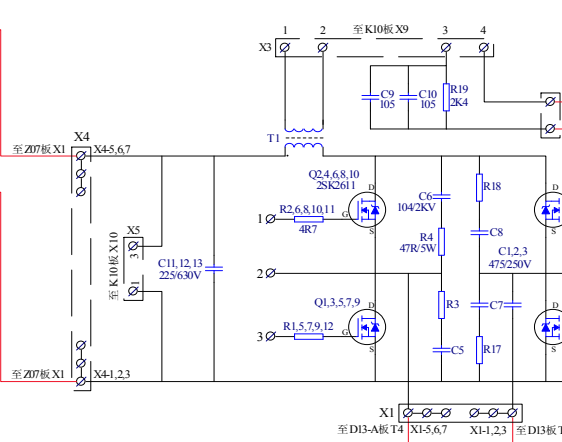 1 2 至K10板X9 3 4
X3
C9 105
C10 105
R19 2K4
T1
X4
至Z07板X1 X4-5,6,7
Q2,4,6,8,10
2SK2611
D
D
R18
C6
104/2KV
R2,6,8,10,11
1
G
4R7
S
S
R4
47R/5W
C8
X5
3
至K10板X10
1
C11,12,13
225/630V
2
C1,2,3
475/250V
Q1,3,5,7,9
D
D
R3
C7
R1,5,7,9,12
3
G
S
S
C5
R17
至Z07板X1 X4-1,2,3
X1
至D13-A板T4 X1-5,6,7 X1-1,2,3 至D13板